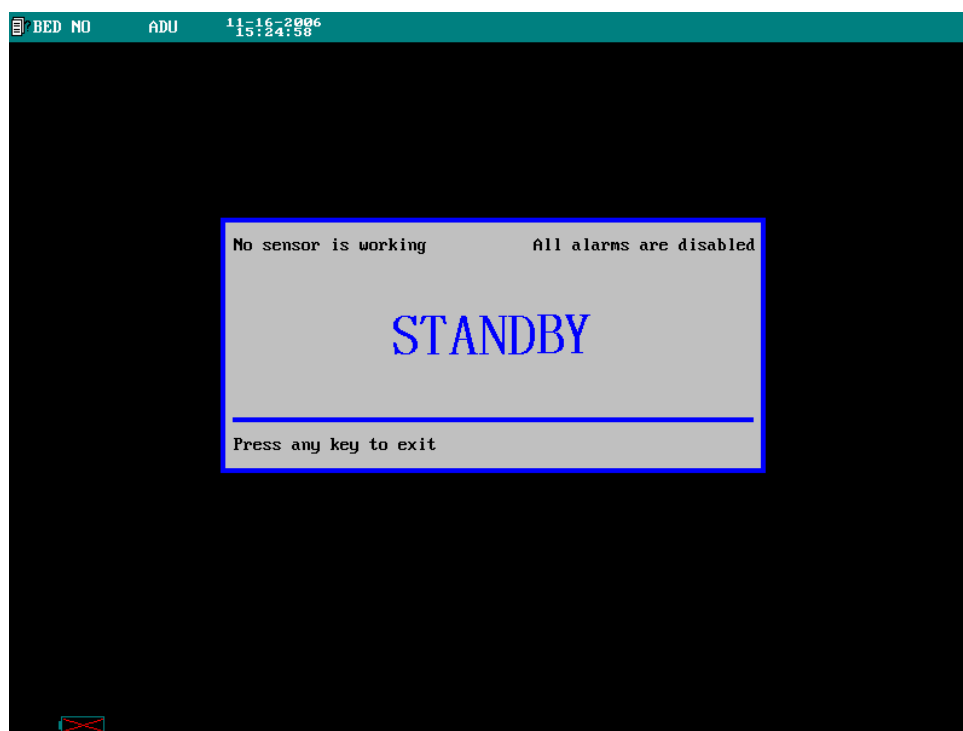 BED NO ADU 11-16-2006
15:24:58
No sensor is working All alarms are disabled
STANDBY
Press any key to exit